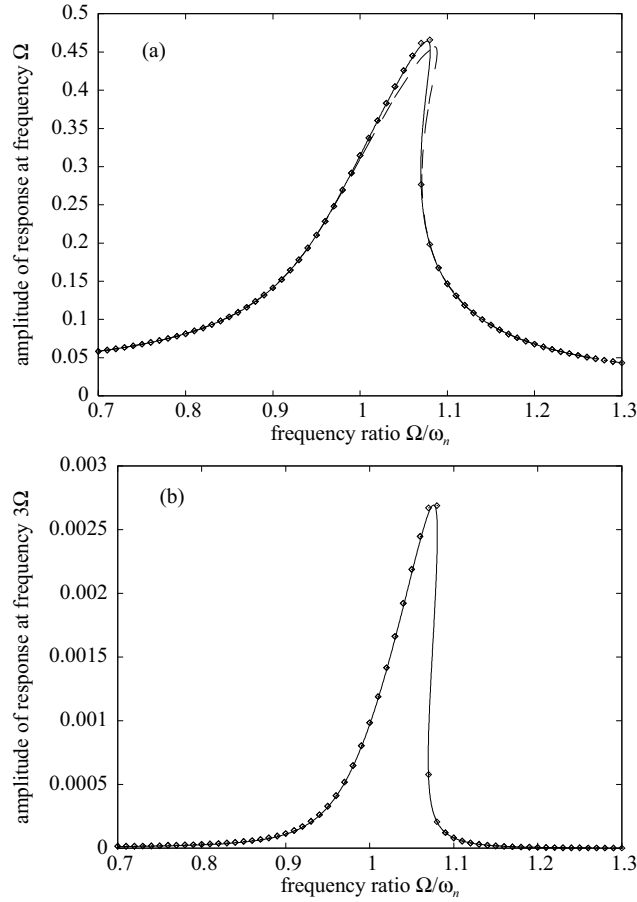 0.5
(a)
0.45
0.4
0.35
0.3
0.25
0.2
0.15
0.1
0.05
0
amplitude of response at frequency Ω
0.7 0.8 0.9 1 1.1 1.2 1.3
frequency ratio Ω/ωn
0.003
(b)
0.0025
0.002
0.0015
0.001
0.0005
0
amplitude of response at frequency 3Ω
0.7 0.8 0.9 1 1.1 1.2 1.3
frequency ratio Ω/ωn